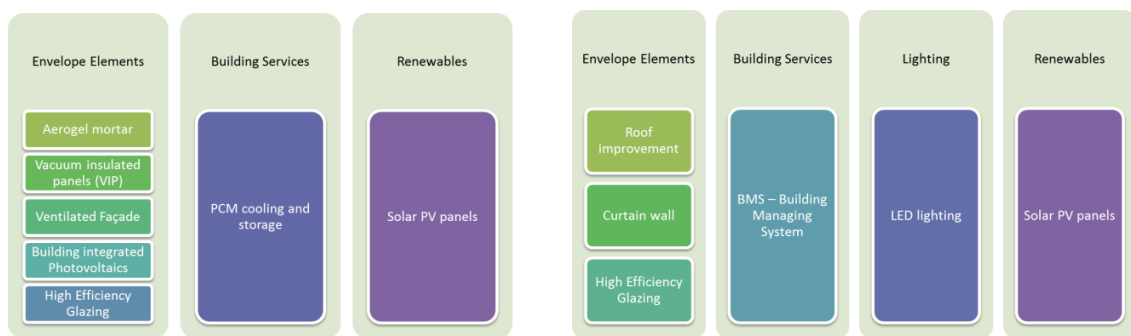 Envelope Elements
Aerogel mortar
Vacuum insulated
panels (VIP)
Ventilated Façade
Building integrated
Photovoltaics
High Efficiency
Glazing
Building Services
PCM cooling and
storage
Renewables
Solar PV panels
Envelope Elements
Roof
improvement
Curtain wall
High Efficiency
Glazing
Building Services
BMS – Building
Managing
System
Lighting
LED lighting
Renewables
Solar PV panels